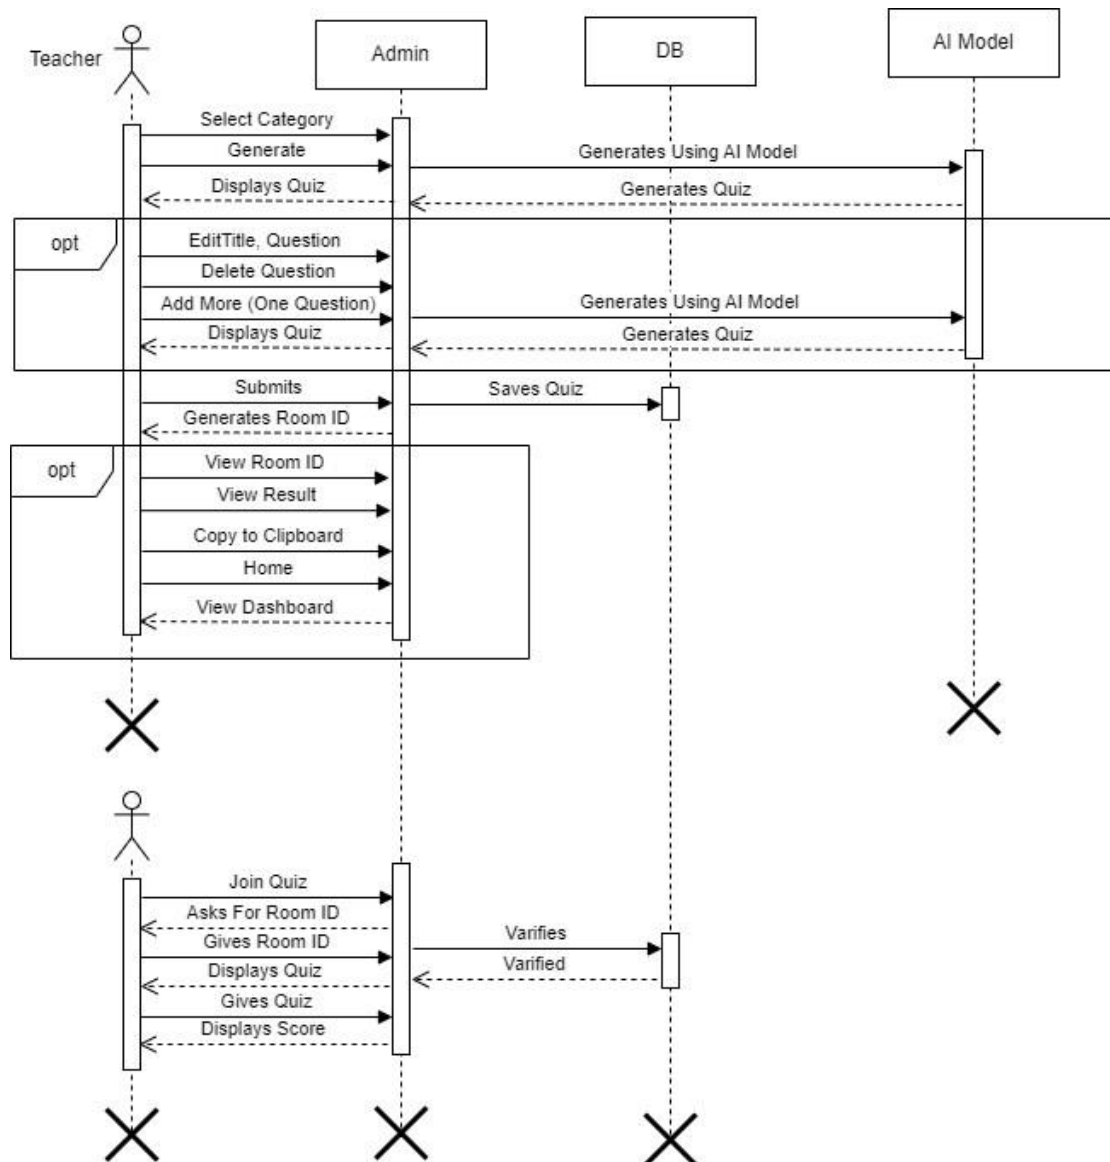 Teacher
Admin
DB
AI Model
Select Category
Generate
Generates Using AI Model
Displays Quiz
Generates Quiz
opt
EditTitle, Question
Delete Question
Add More (One Question)
Generates Using AI Model
Displays Quiz
Generates Quiz
Submits
Saves Quiz
Generates Room ID
opt
View Room ID
View Result
Copy to Clipboard
Home
View Dashboard
Join Quiz
Asks For Room ID
Gives Room ID
Varifies
Displays Quiz
Varified
Gives Quiz
Displays Score